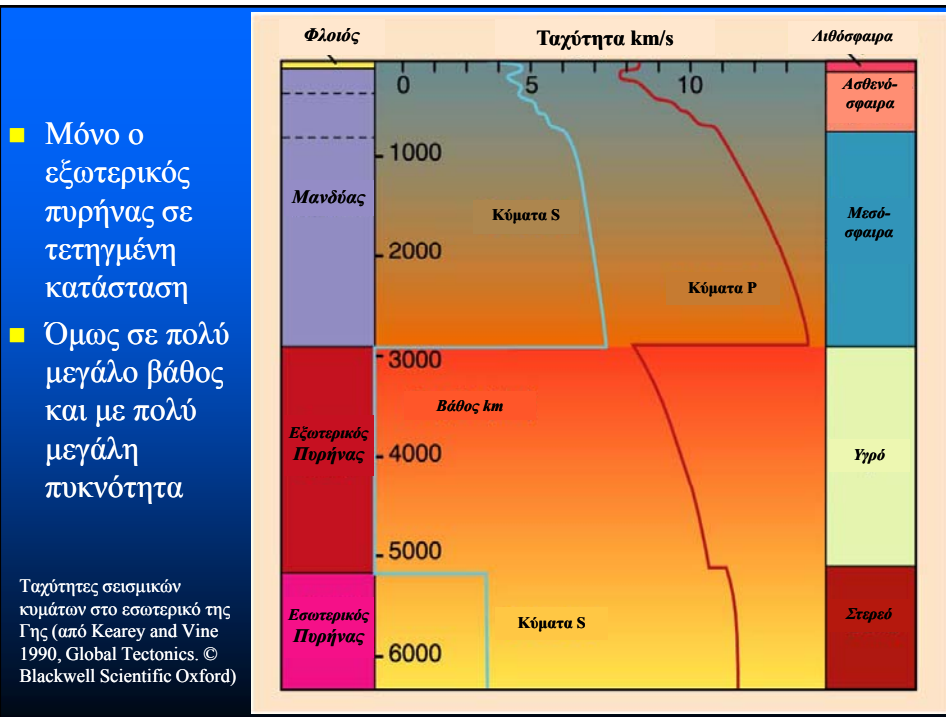 Μόνο ο
εξωτερικός
πυρήνας σε
τετηγμένη
κατάσταση
Όμως σε πολύ
μεγάλο βάθος
και με πολύ
μεγάλη
πυκνότητα
Ταχύτητες σεισμικών
κυμάτων στο εσωτερικό της
Γης (από Kearey and Vine
1990, Global Tectonics. ©
Blackwell Scientific Oxford)
Φλοιός
Ταχύτητα km/s
Λιθόσφαιρα
0
5
10
Ασθενό-
σφαιρα
1000
Μανδύας
Κύματα S
Μεσό-
σφαιρα
2000
Κύματα P
3000
Βάθος km
Εξωτερικός
Πυρήνας
4000
Υγρό
5000
Εσωτερικός
Πυρήνας
Κύματα S
Στερεό
6000